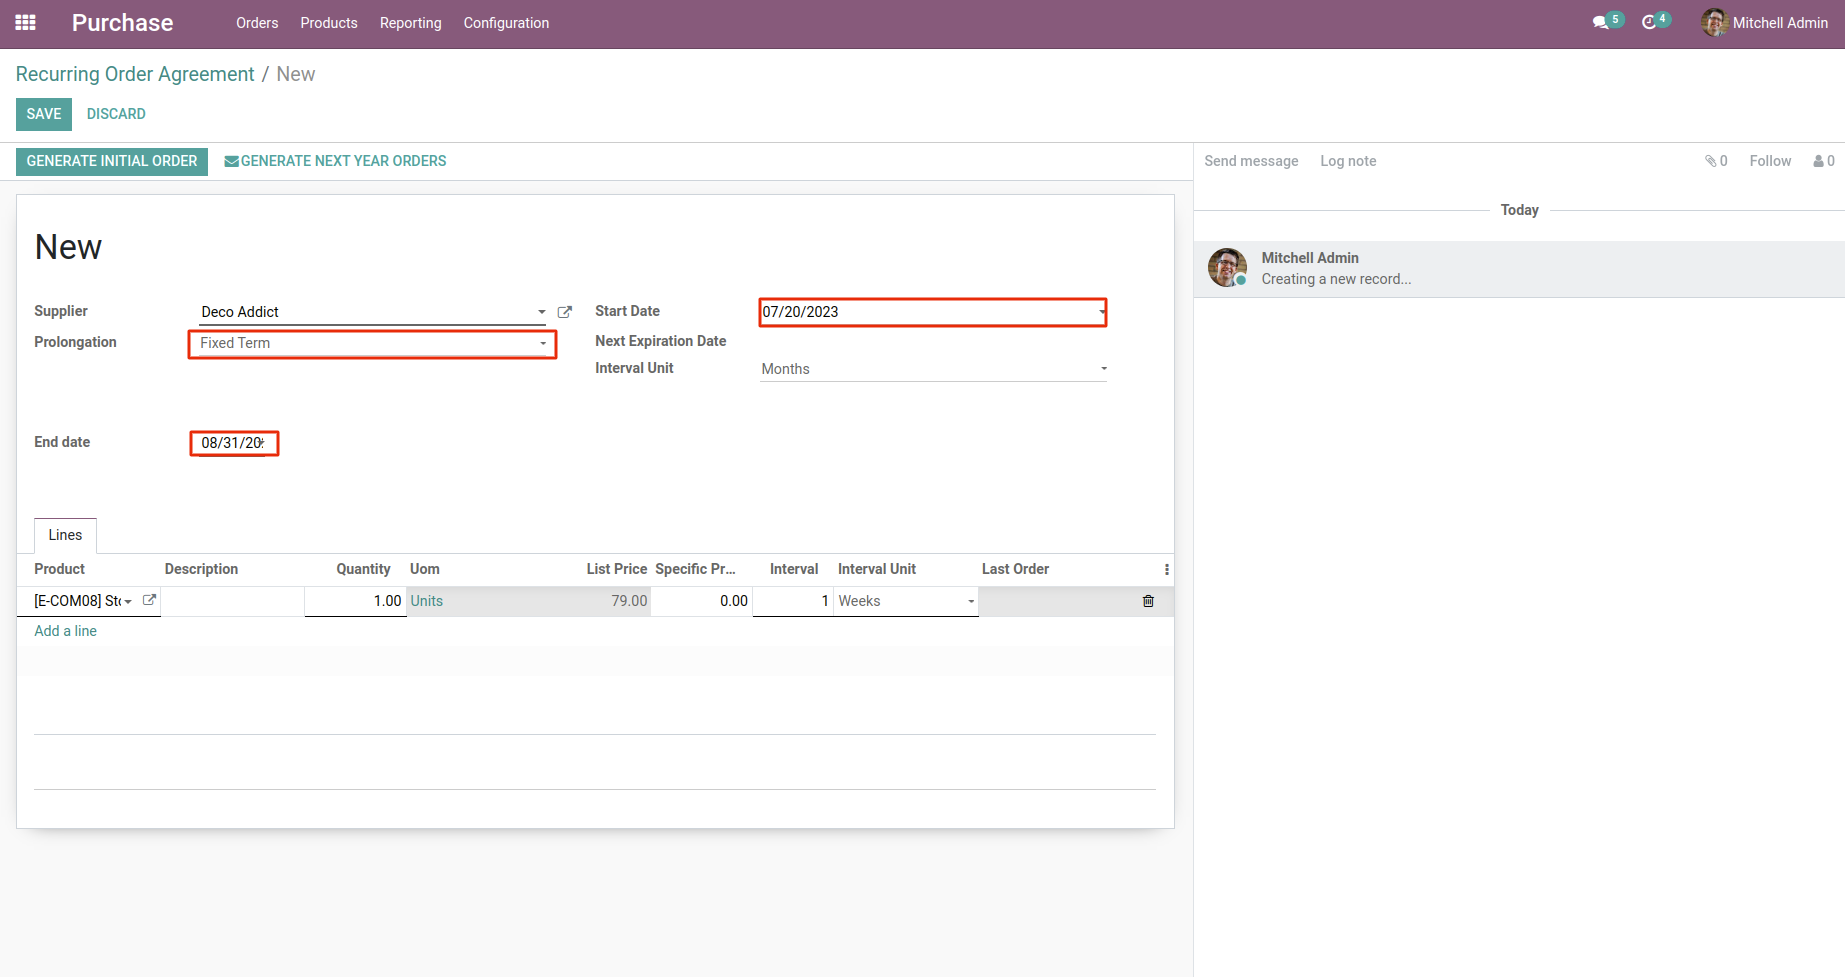 Purchase Orders Products Reporting Configuration 5 4 Mitchell Admin
Recurring Order Agreement / New
SAVE DISCARD
GENERATE INITIAL ORDER GENERATE NEXT YEAR ORDERS Send message Log note 0 Follow 0
Today
New
Mitchell Admin
Creating a new record...
Supplier Deco Addict Start Date 07/20/2023
Prolongation Fixed Term Next Expiration Date
Interval Unit Months
End date 08/31/20
Lines
Product Description Quantity Uom List Price Specific Pr... Interval Interval Unit Last Order
[E-COM08] Sto 1.00 Units 79.00 0.00 1 Weeks
Add a line